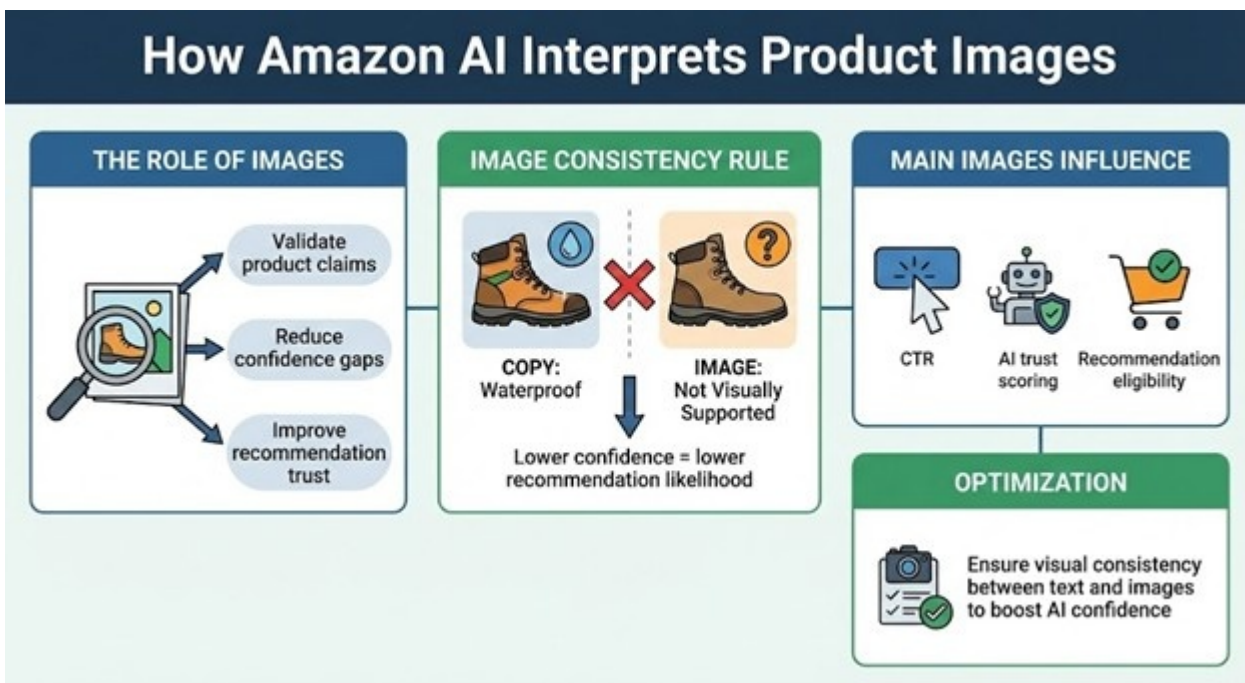 How Amazon AI Interprets Product Images
THE ROLE OF IMAGES
Validate
product claims
Reduce
confidence gaps
Improve
recommendation
trust
IMAGE CONSISTENCY RULE
COPY:
Waterproof
IMAGE:
Not Visually
Supported
Lower confidence = lower
recommendation likelihood
MAIN IMAGES INFLUENCE
CTR
AI trust
scoring
Recommendation
eligibility
OPTIMIZATION
Ensure visual consistency
between text and images
to boost AI confidence